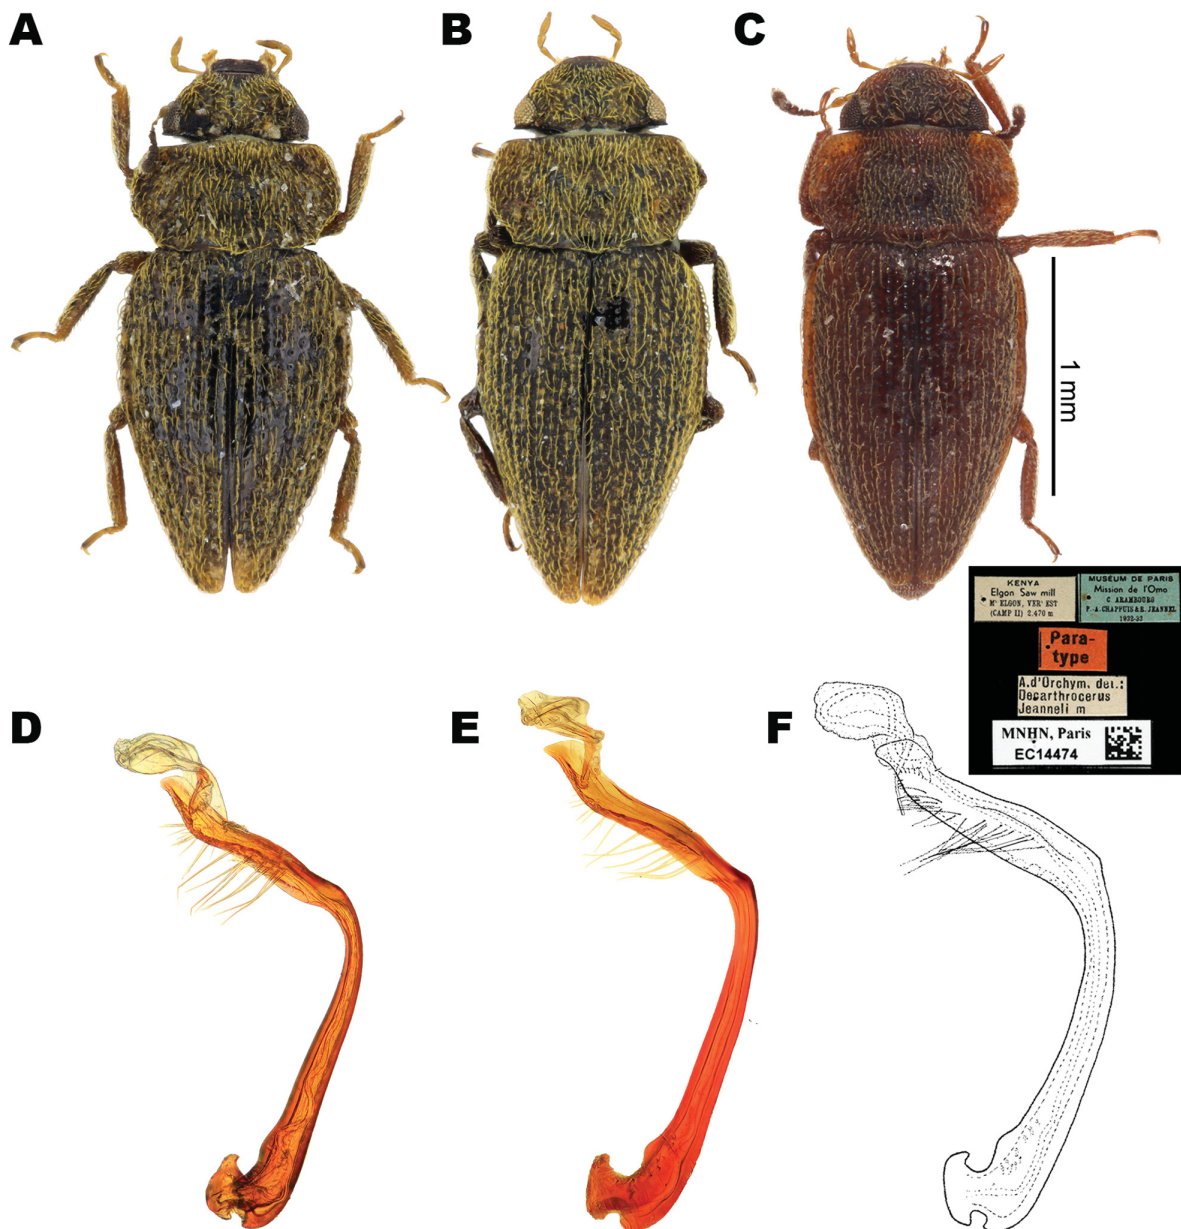 A
B
C
1 mm
KENYA
Elgon Saw mill
Mt ELGON, VERt EST
(CAMP II) 2.470 m
MUSÉUM DE PARIS
Mission de l'Omo
C. ARAMBOURG
P.-A. CHAPPUIS & R. JEANNEL
1932-33
Para-
type
A.d'Orchym. det.:
Decarthrocerus
Jeanneli m
MNHN, Paris
EC14474
D
E
F